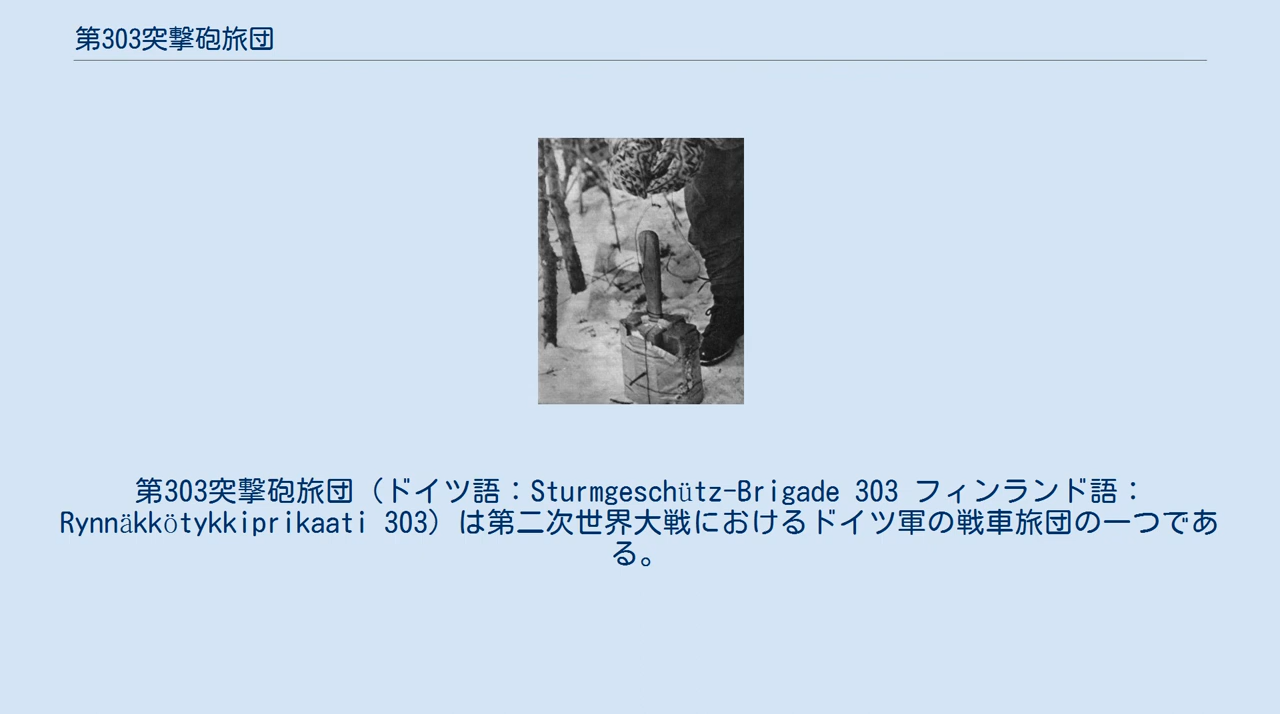 第303突撃砲旅団
第303突撃砲旅団（ドイツ語：Sturmgeschütz-Brigade 303 フィンランド語：
Rynnäkkötykkiprikaati 303）は第二次世界大戦におけるドイツ軍の戦車旅団の一つであ
る。